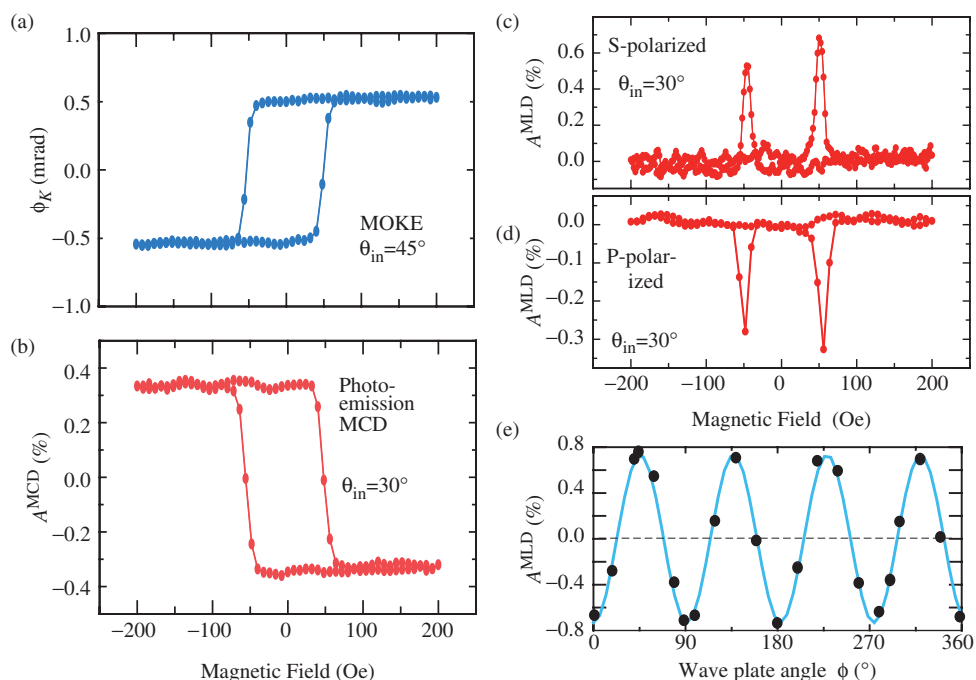 (a)
1.0
0.5
0.0
−0.5
−1.0
ϕK (mrad)
MOKE
θin=45°
(b)
0.4
0.2
0.0
−0.2
−0.4
AMCD (%)
Photo-
emission
MCD
θin=30°
−200
−100
0
100
200
Magnetic Field (Oe)
(c)
0.6
0.4
0.2
0.0
AMLD (%)
S-polarized
θin=30°
(d)
0.0
−0.1
−0.2
−0.3
AMLD (%)
P-polar-
ized
θin=30°
−200
−100
0
100
200
Magnetic Field (Oe)
(e)
0.8
0.4
0.0
−0.4
−0.8
AMLD (%)
0
90
180
270
360
Wave plate angle ϕ (°)